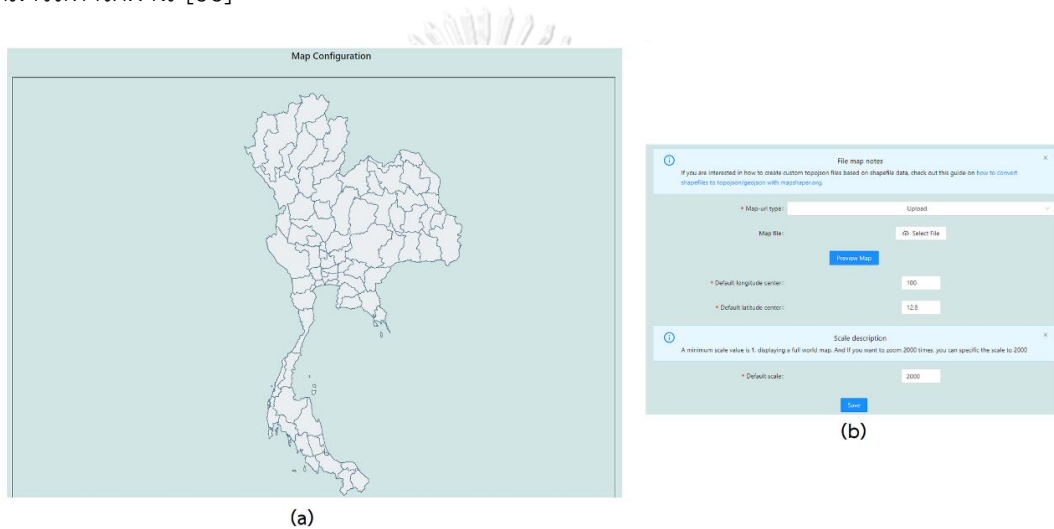 Map Configuration
(a)
File map notes
If you are interested in how to create custom topojson files based on shapefile data, check out this guide on how to convert
shapefiles to topojson/geojson with mapshaper.org.
* Map-url type:
Upload
Map file:
Select File
Preview Map
* Default longitude center:
100
* Default latitude center:
12.8
Scale description
A minimum scale value is 1, displaying a full world map. And If you want to zoom 2000 times, you can specific the scale to 2000
* Default scale:
2000
Save
(b)